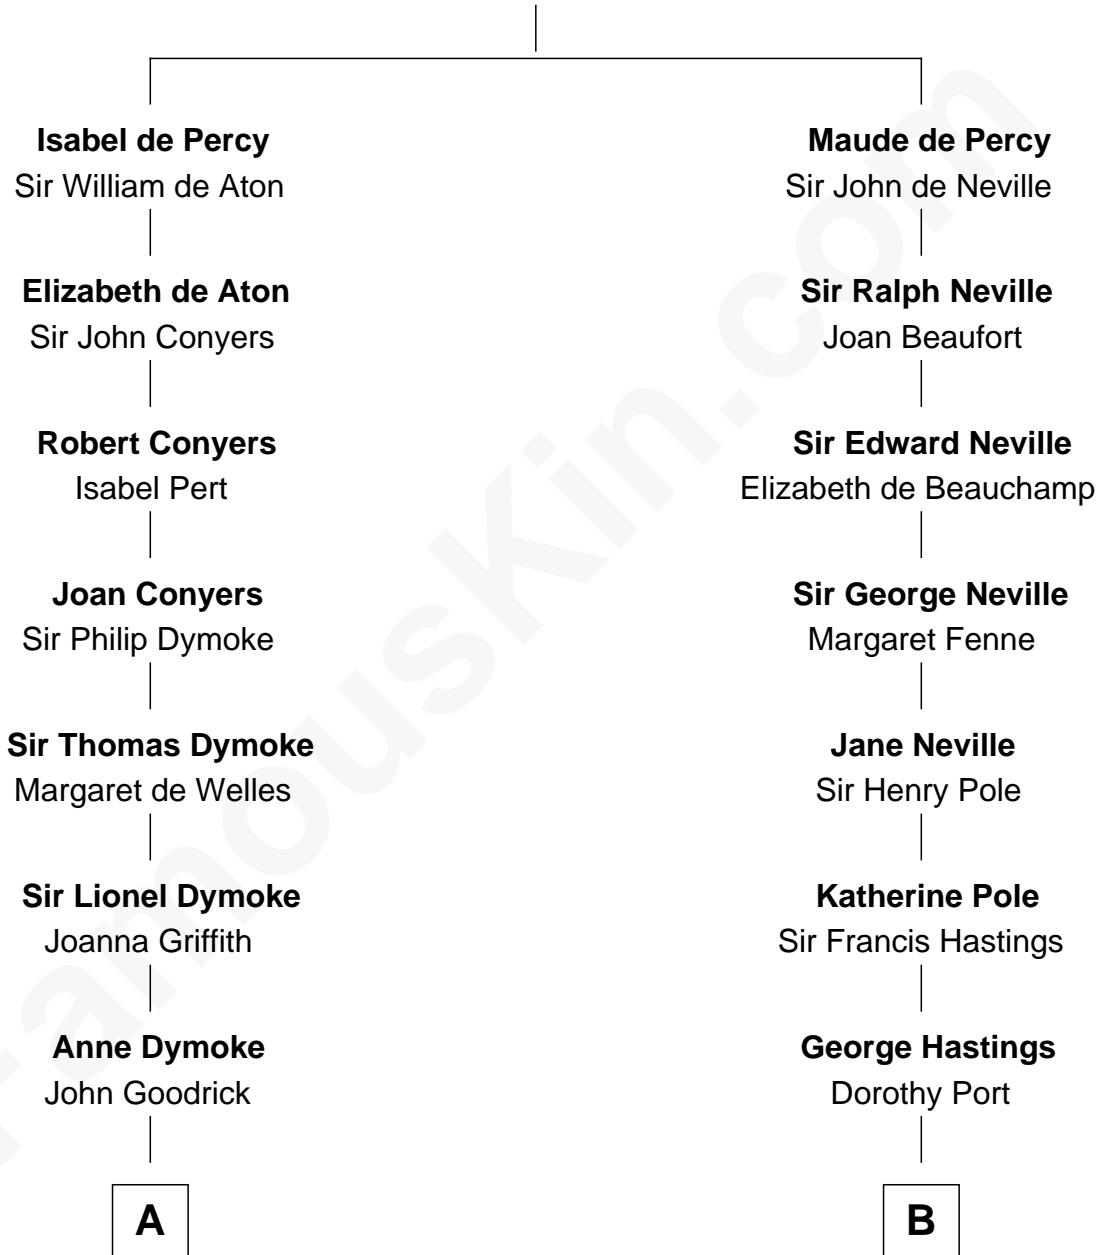 Isabel de Percy
Sir William de Aton
Elizabeth de Aton
Sir John Conyers
Robert Conyers
Isabel Pert
Joan Conyers
Sir Philip Dymoke
Sir Thomas Dymoke
Margaret de Welles
Sir Lionel Dymoke
Joanna Griffith
Anne Dymoke
John Goodrick
A
Maude de Percy
Sir John de Neville
Sir Ralph Neville
Joan Beaufort
Sir Edward Neville
Elizabeth de Beauchamp
Sir George Neville
Margaret Fenne
Jane Neville
Sir Henry Pole
Katherine Pole
Sir Francis Hastings
George Hastings
Dorothy Port
B
FamousKin.com